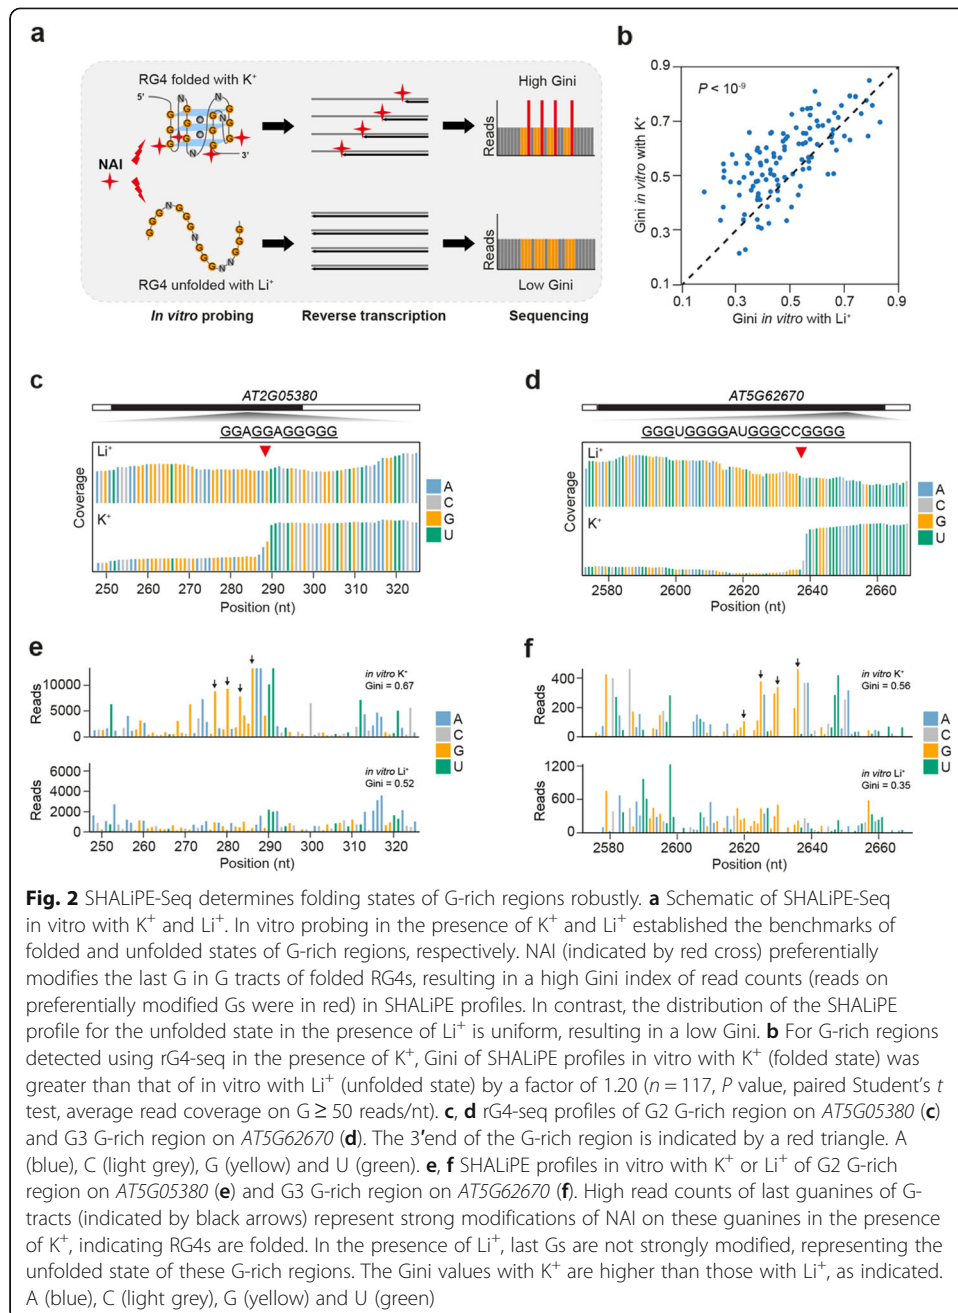 a
RG4 folded with K⁺
5'
N
N
G
G
G
G
G
G
G
G
G
G
N
N
3'
NAI
High Gini
Reads
G
G
N
G
G
G
N
G
G
G
N
N
G
G
G
RG4 unfolded with Li⁺
Reads
Low Gini
In vitro probing
Reverse transcription
Sequencing
b
P < 10⁻⁹
Gini in vitro with K⁺
0.9
0.7
0.5
0.3
0.1
0.1 0.3 0.5 0.7 0.9
Gini in vitro with Li⁺
c
AT2G05380
GGAGGAGGGGG
Li⁺
K⁺
Coverage
A
C
G
U
250 260 270 280 290 300 310 320
Position (nt)
d
AT5G62670
GGGUGGGGAUGGGCCGGGG
Li⁺
K⁺
Coverage
A
C
G
U
2580 2600 2620 2640 2660
Position (nt)
e
in vitro K⁺
Gini = 0.67
Reads
10000
5000
0
in vitro Li⁺
Gini = 0.52
Reads
6000
4000
2000
0
A
C
G
U
250 260 270 280 290 300 310 320
Position (nt)
f
in vitro K⁺
Gini = 0.56
Reads
400
200
0
in vitro Li⁺
Gini = 0.35
Reads
1200
600
0
A
C
G
U
2580 2600 2620 2640 2660
Position (nt)
Fig. 2 SHALiPE-Seq determines folding states of G-rich regions robustly. a Schematic of SHALiPE-Seq
in vitro with K⁺ and Li⁺. In vitro probing in the presence of K⁺ and Li⁺ established the benchmarks of
folded and unfolded states of G-rich regions, respectively. NAI (indicated by red cross) preferentially
modifies the last G in G tracts of folded RG4s, resulting in a high Gini index of read counts (reads on
preferentially modified Gs were in red) in SHALiPE profiles. In contrast, the distribution of the SHALiPE
profile for the unfolded state in the presence of Li⁺ is uniform, resulting in a low Gini. b For G-rich regions
detected using rG4-seq in the presence of K⁺, Gini of SHALiPE profiles in vitro with K⁺ (folded state) was
greater than that of in vitro with Li⁺ (unfolded state) by a factor of 1.20 (n = 117, P value, paired Student's t
test, average read coverage on G ≥ 50 reads/nt). c, d rG4-seq profiles of G2 G-rich region on AT5G05380 (c)
and G3 G-rich region on AT5G62670 (d). The 3′end of the G-rich region is indicated by a red triangle. A
(blue), C (light grey), G (yellow) and U (green). e, f SHALiPE profiles in vitro with K⁺ or Li⁺ of G2 G-rich
region on AT5G05380 (e) and G3 G-rich region on AT5G62670 (f). High read counts of last guanines of G-
tracts (indicated by black arrows) represent strong modifications of NAI on these guanines in the presence
of K⁺, indicating RG4s are folded. In the presence of Li⁺, last Gs are not strongly modified, representing the
unfolded state of these G-rich regions. The Gini values with K⁺ are higher than those with Li⁺, as indicated.
A (blue), C (light grey), G (yellow) and U (green)